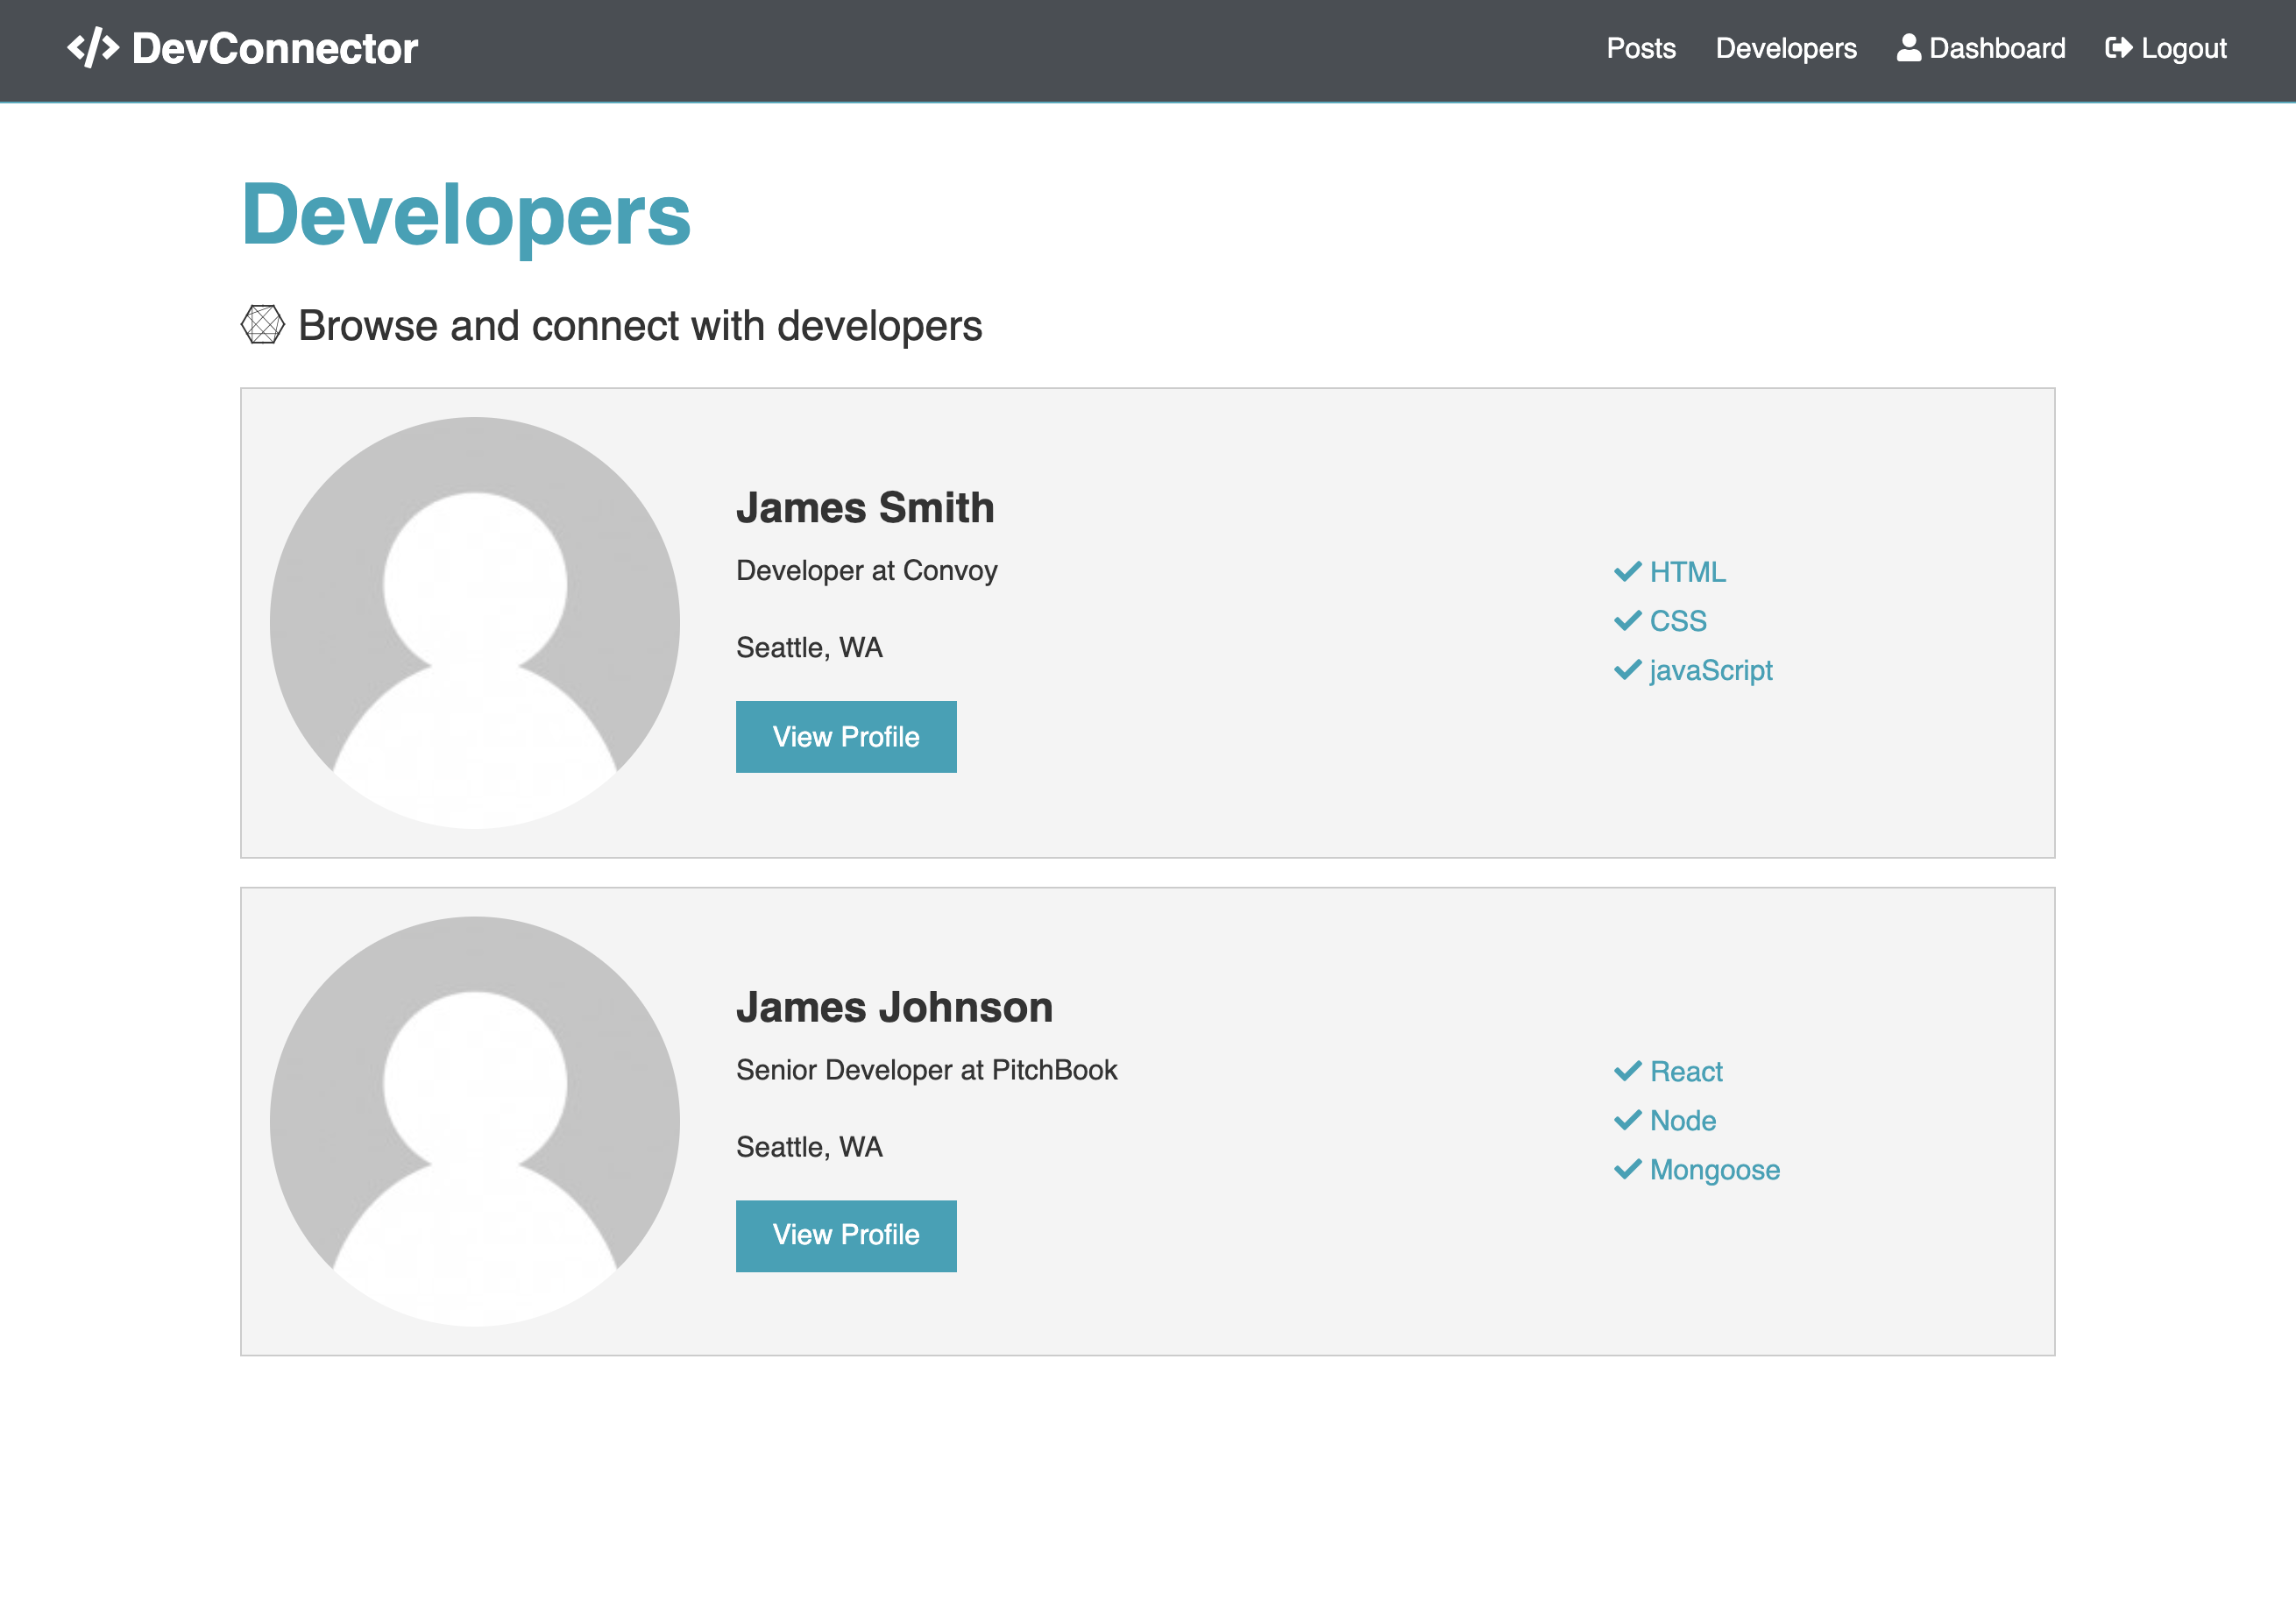 DevConnector
Posts Developers Dashboard Logout
Developers
Browse and connect with developers
James Smith
Developer at Convoy
Seattle, WA
View Profile
HTML
CSS
javaScript
James Johnson
Senior Developer at PitchBook
Seattle, WA
View Profile
React
Node
Mongoose